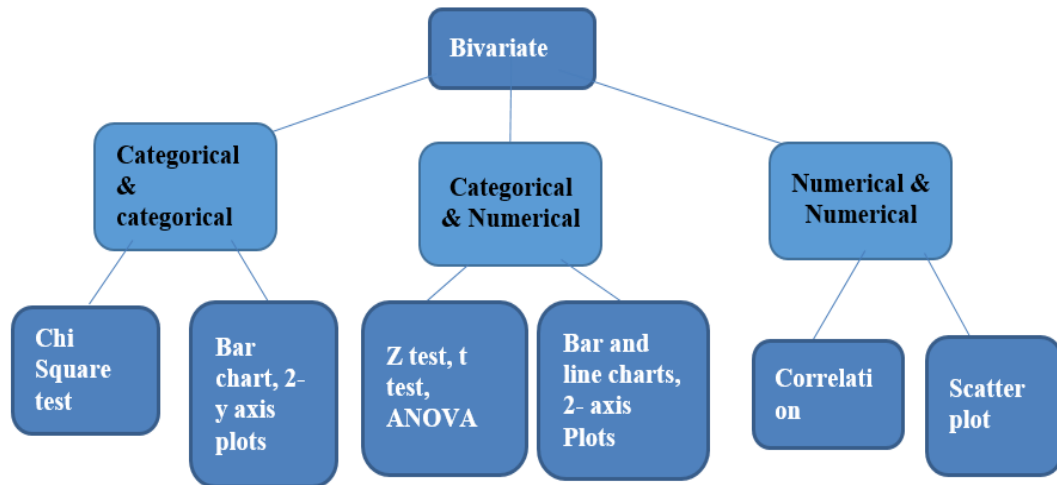 Bivariate
Categorical
&
categorical
Categorical
& Numerical
Numerical &
Numerical
Chi
Square
test
Bar
chart, 2-
y axis
plots
Z test, t
test,
ANOVA
Bar and
line charts,
2- axis
Plots
Correlati
on
Scatter
plot